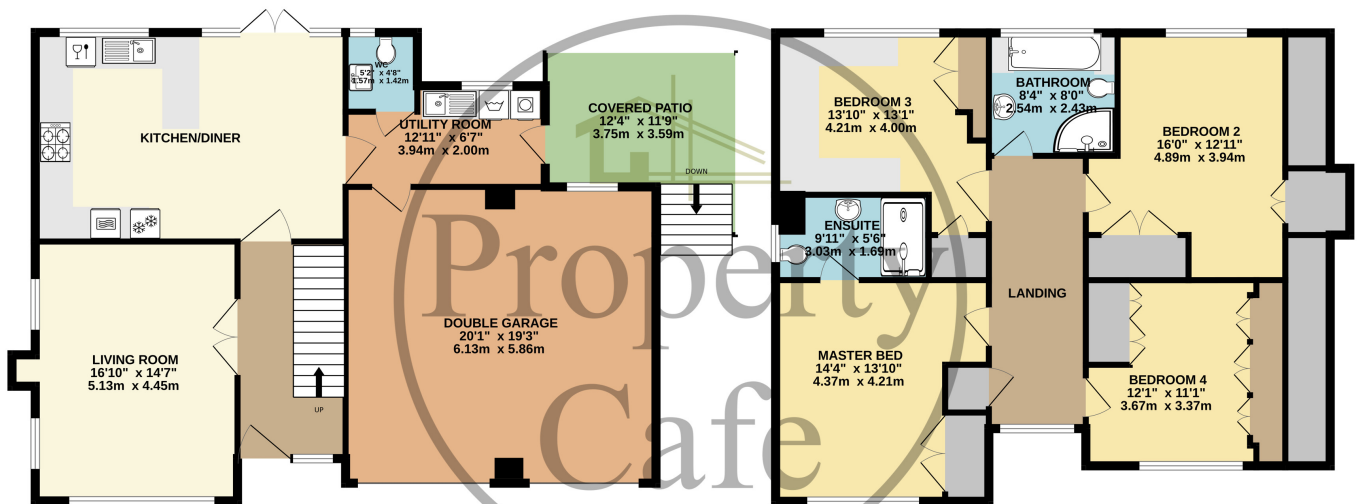 KITCHEN/DINER
WC
5'2" x 4'8"
1.57m x 1.42m
UTILITY ROOM
12'11" x 6'7"
3.94m x 2.00m
COVERED PATIO
12'4" x 11'9"
3.75m x 3.59m
DOWN
LIVING ROOM
16'10" x 14'7"
5.13m x 4.45m
UP
DOUBLE GARAGE
20'1" x 19'3"
6.13m x 5.86m
BEDROOM 3
13'10" x 13'1"
4.21m x 4.00m
BATHROOM
8'4" x 8'0"
2.54m x 2.43m
BEDROOM 2
16'0" x 12'11"
4.89m x 3.94m
ENSUITE
9'11" x 5'6"
3.03m x 1.69m
LANDING
MASTER BED
14'4" x 13'10"
4.37m x 4.21m
BEDROOM 4
12'1" x 11'1"
3.67m x 3.37m
Property
Cafe